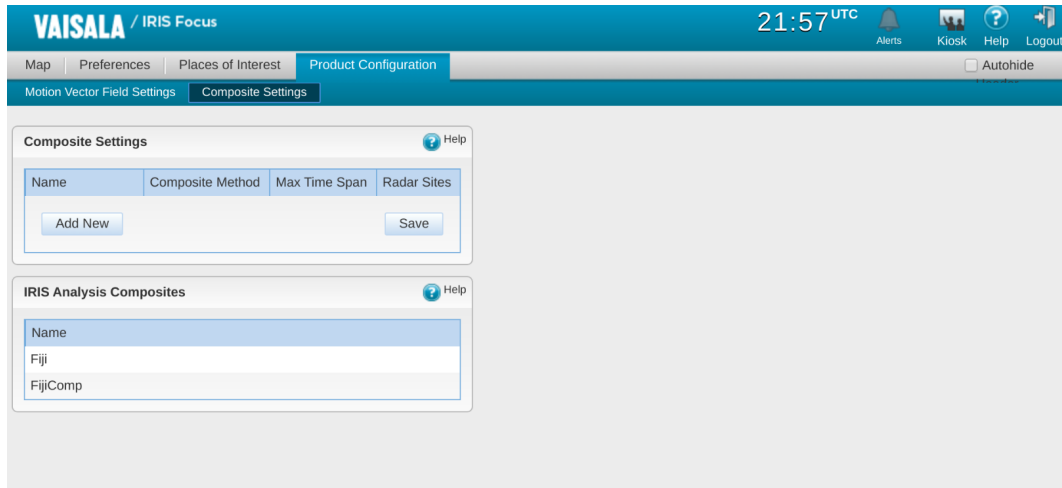 VAISALA / IRIS Focus
21:57 UTC
Alerts
Kiosk
Help
Logout
Map
Preferences
Places of Interest
Product Configuration
Autohide
Motion Vector Field Settings
Composite Settings
Composite Settings
Help
Name
Composite Method
Max Time Span
Radar Sites
Add New
Save
IRIS Analysis Composites
Help
Name
Fiji
FijiComp